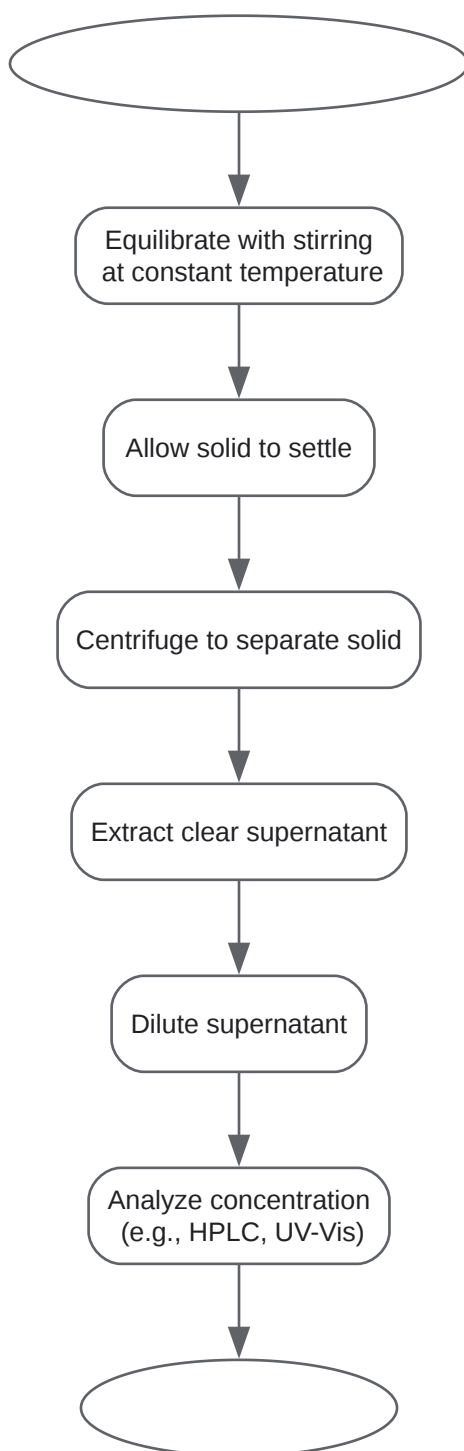 Equilibrate with stirring
at constant temperature
Allow solid to settle
Centrifuge to separate solid
Extract clear supernatant
Dilute supernatant
Analyze concentration
(e.g., HPLC, UV-Vis)